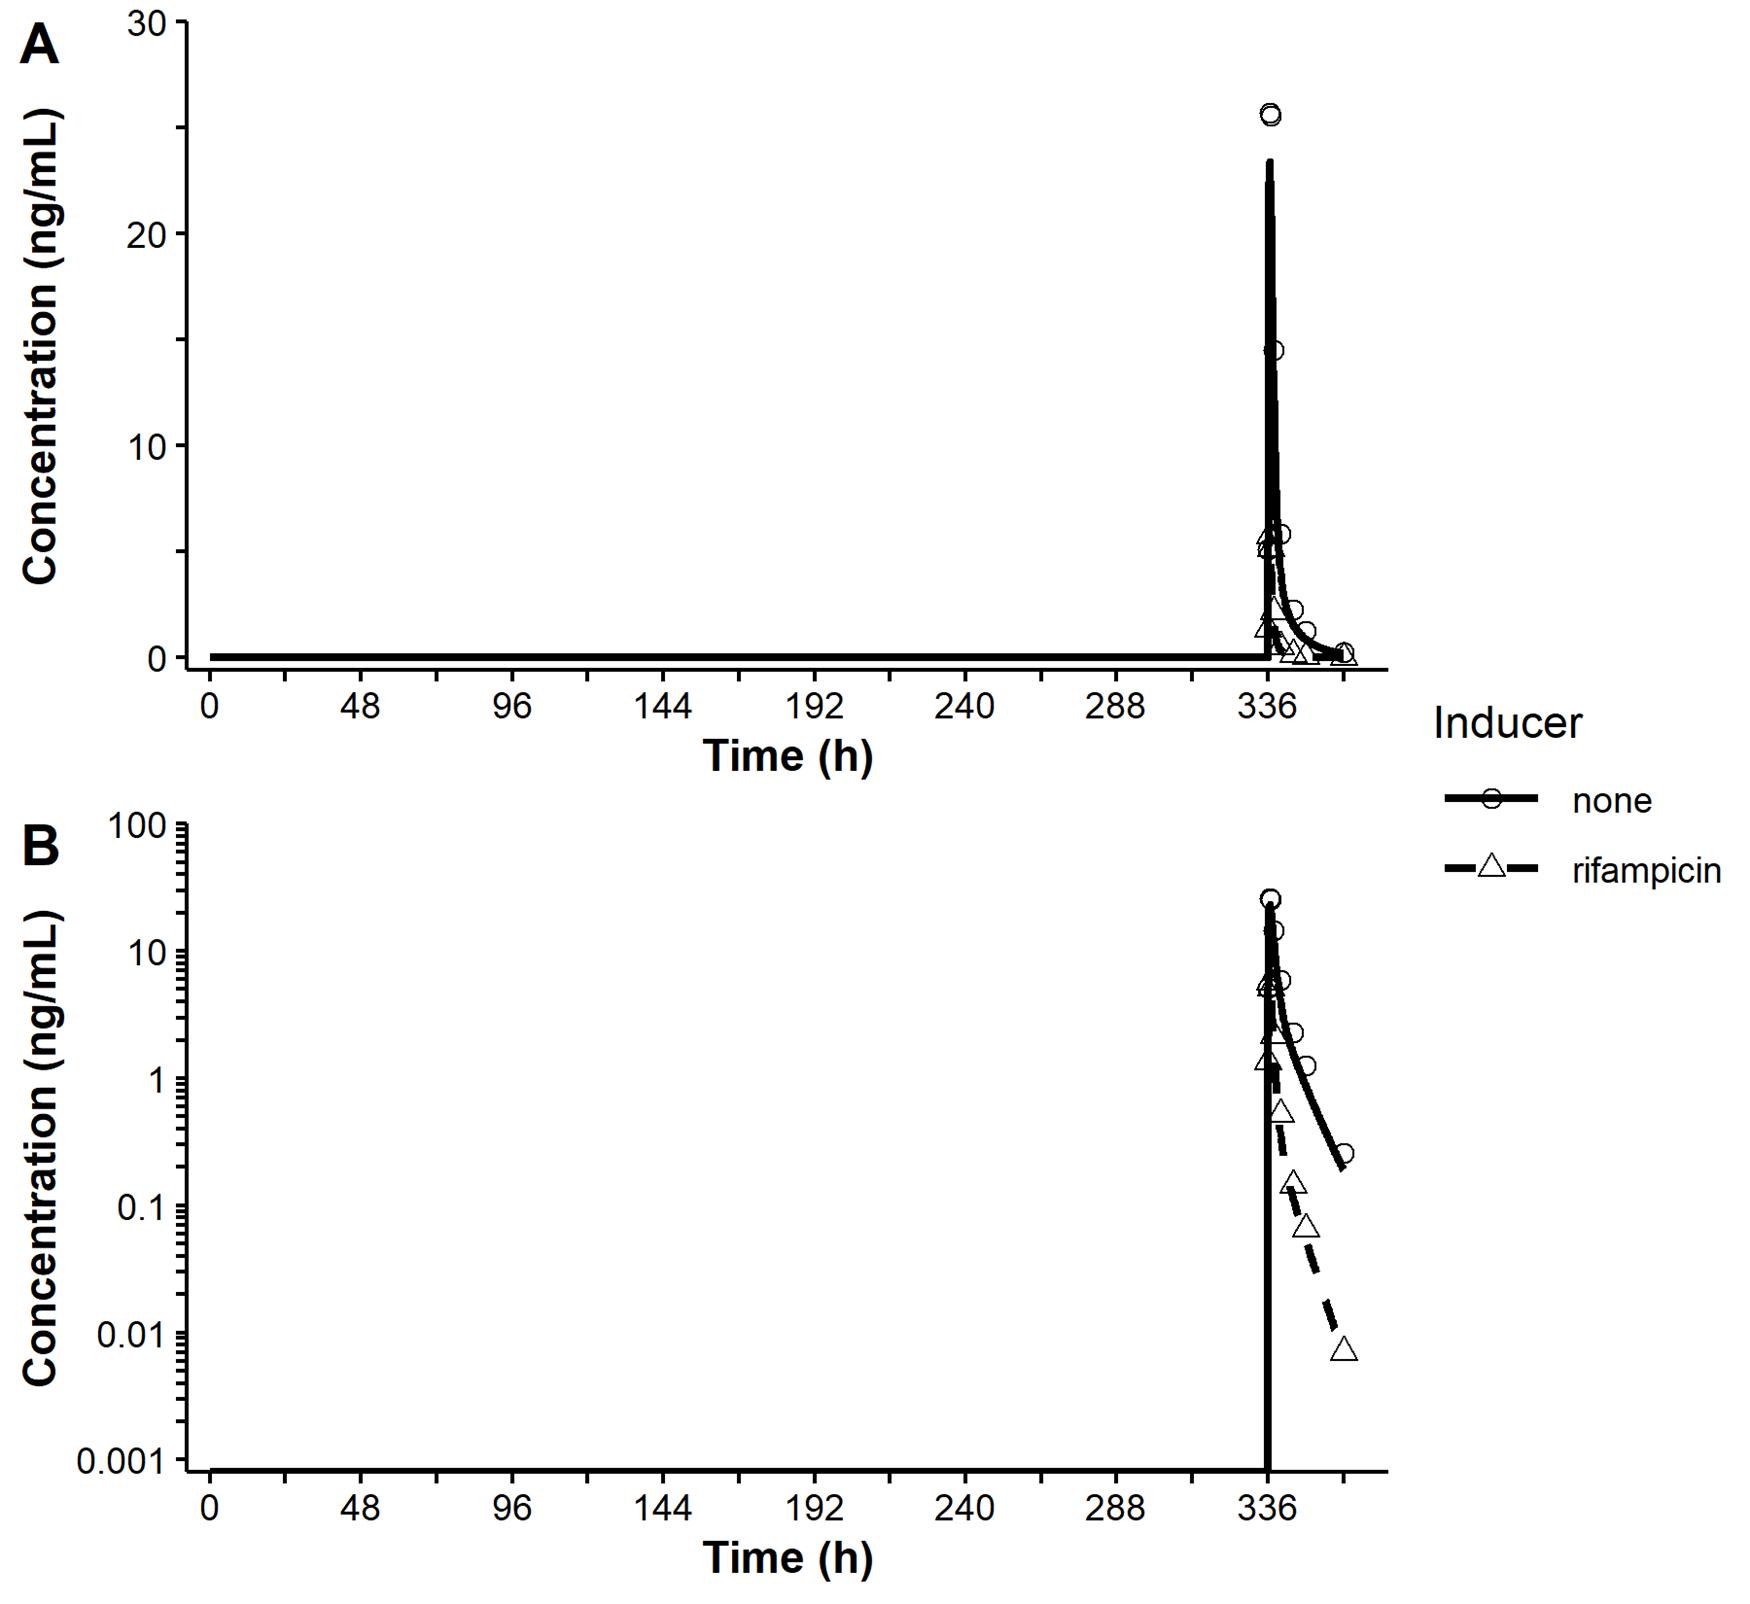 A
Concentration (ng/mL)
30
20
10
0
0 48 96 144 192 240 288 336
Time (h)
Inducer
none
rifampicin
B
Concentration (ng/mL)
100
10
1
0.1
0.01
0.001
0 48 96 144 192 240 288 336
Time (h)